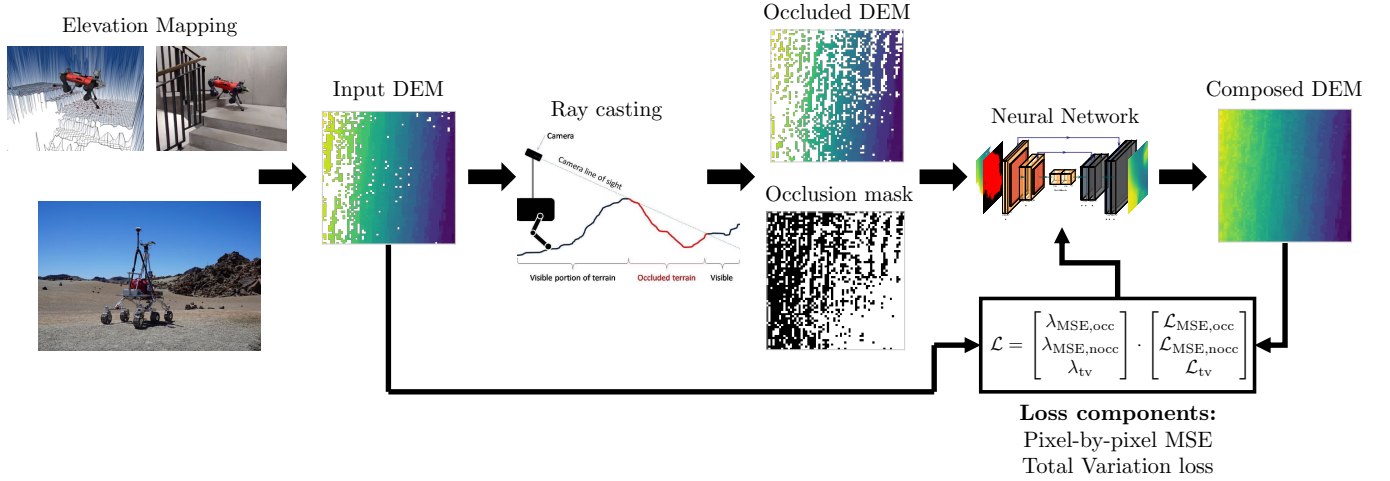 Elevation Mapping
Input DEM
Ray casting
Camera
Camera line of sight
Visible portion of terrain
Occluded terrain
Visible
Occluded DEM
Occlusion mask
Neural Network
Composed DEM
ℒ = [λ_MSE,occ λ_MSE,nocc λ_tv] · [ℒ_MSE,occ ℒ_MSE,nocc ℒ_tv]
Loss components:
Pixel-by-pixel MSE
Total Variation loss